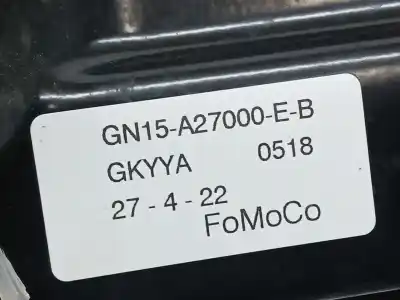 GN15-A27000-E-B
GKYYA 0518
27 - 4 - 22
FoMoCo